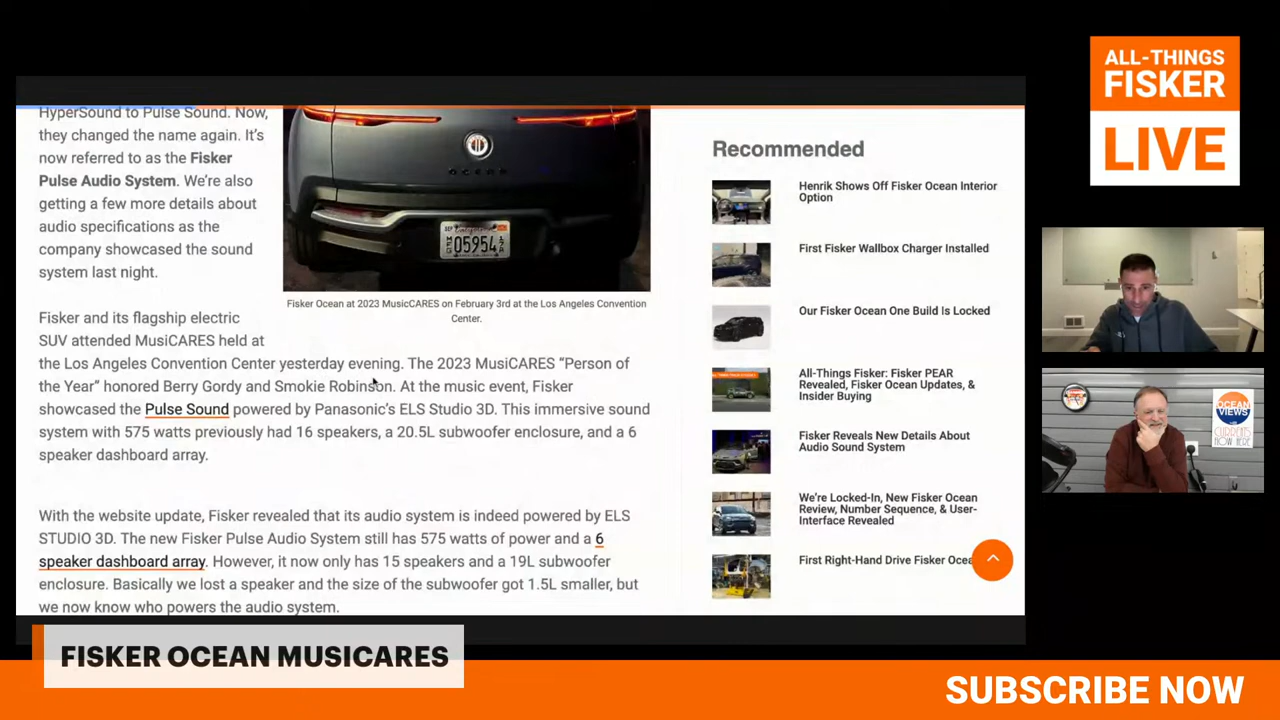 HyperSound to Pulse Sound. Now,
they changed the name again. It's
now referred to as the Fisker
Pulse Audio System. We're also
getting a few more details about
audio specifications as the
company showcased the sound
system last night.
OCEAN
05954
Fisker Ocean at 2023 MusicCARES on February 3rd at the Los Angeles Convention
Center.
Fisker and its flagship electric
SUV attended MusiCARES held at
the Los Angeles Convention Center yesterday evening. The 2023 MusiCARES “Person of
the Year” honored Berry Gordy and Smokie Robinson. At the music event, Fisker
showcased the Pulse Sound powered by Panasonic's ELS Studio 3D. This immersive sound
system with 575 watts previously had 16 speakers, a 20.5L subwoofer enclosure, and a 6
speaker dashboard array.
With the website update, Fisker revealed that its audio system is indeed powered by ELS
STUDIO 3D. The new Fisker Pulse Audio System still has 575 watts of power and a 6
speaker dashboard array. However, it now only has 15 speakers and a 19L subwoofer
enclosure. Basically we lost a speaker and the size of the subwoofer got 1.5L smaller, but
we now know who powers the audio system.
Recommended
Henrik Shows Off Fisker Ocean Interior
Option
First Fisker Wallbox Charger Installed
Our Fisker Ocean One Build Is Locked
All-Things Fisker: Fisker PEAR
Revealed, Fisker Ocean Updates, &
Insider Buying
Fisker Reveals New Details About
Audio Sound System
We're Locked-In, New Fisker Ocean
Review, Number Sequence, & User-
Interface Revealed
First Right-Hand Drive Fisker Ocea
ALL-THINGS
FISKER
LIVE
OCEAN
VIEWS
CURRENTS
NOW HERE
FISKER OCEAN MUSICARES
SUBSCRIBE NOW